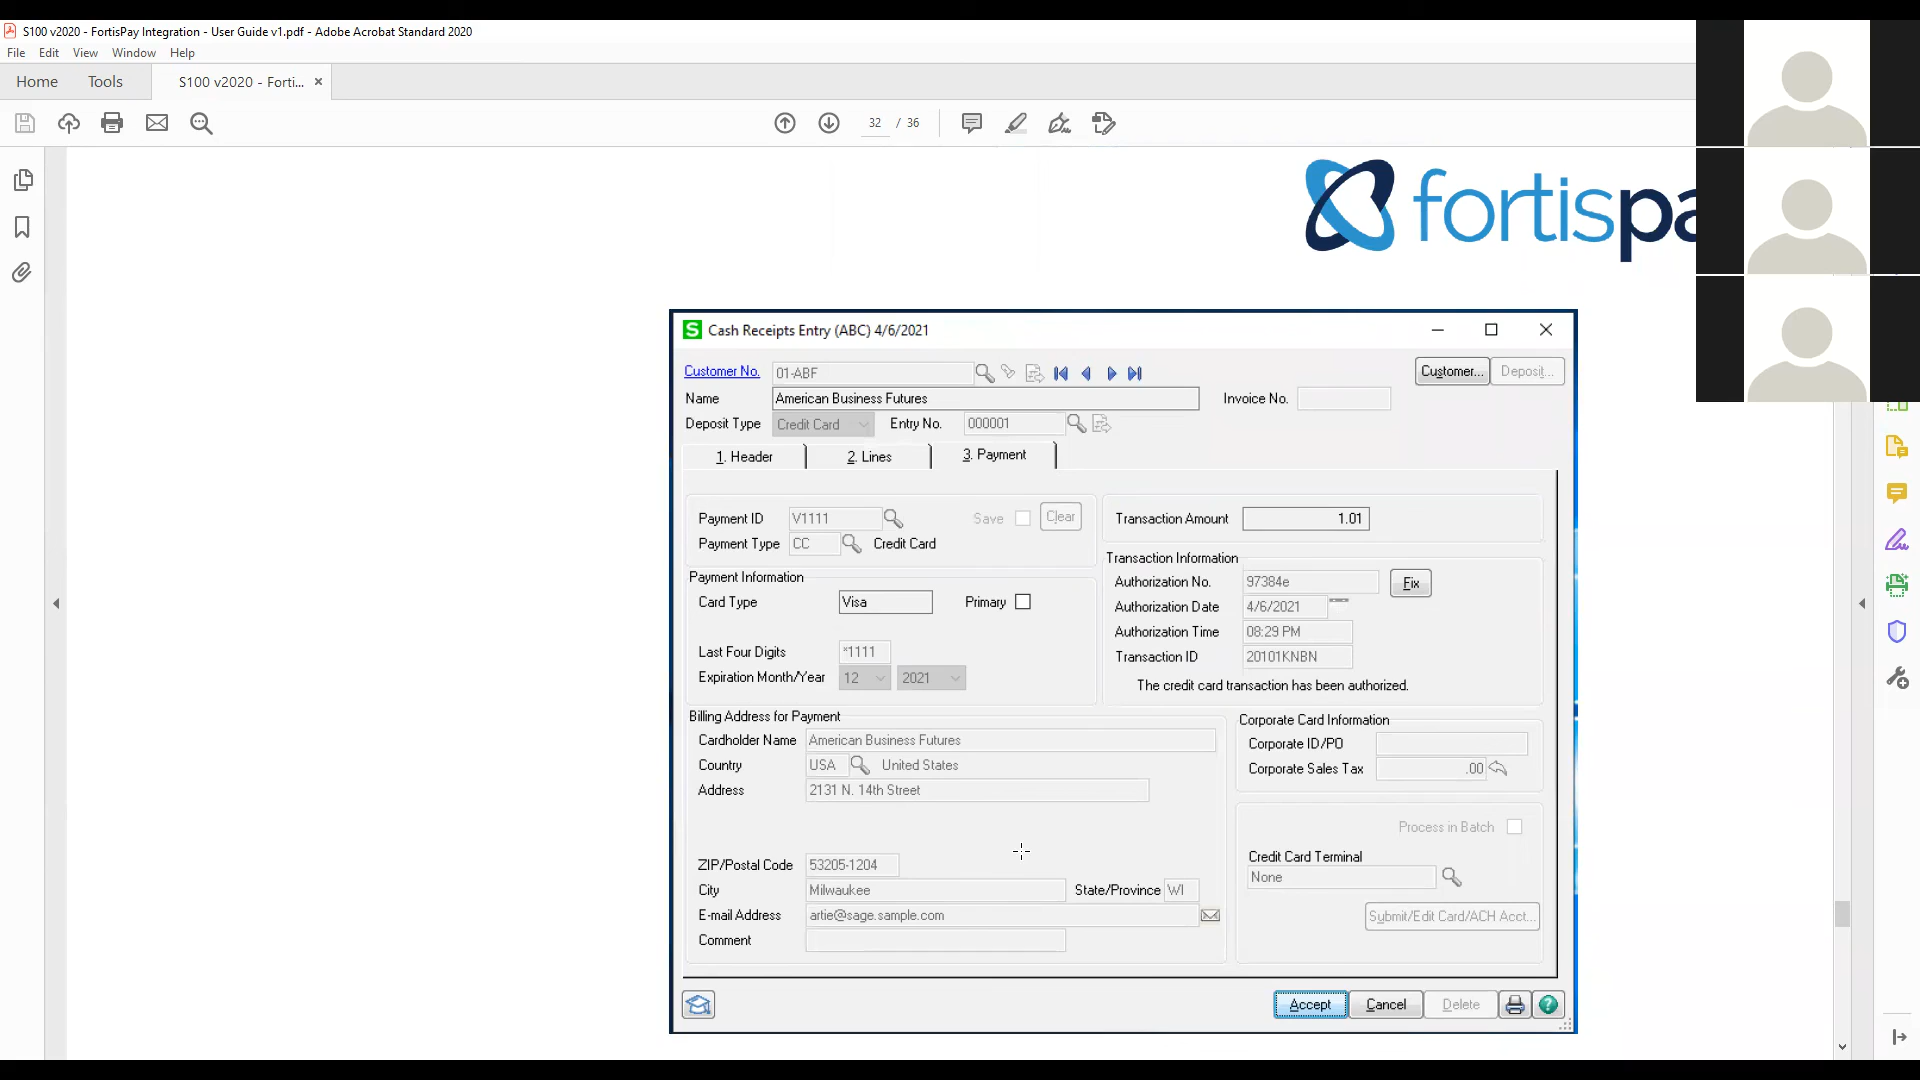 S100 v2020 - FortisPay Integration - User Guide v1.pdf - Adobe Acrobat Standard 2020
File Edit View Window Help
Home Tools S100 v2020 - Forti... ×
32 / 36
fortispa
S Cash Receipts Entry (ABC) 4/6/2021
Customer No. 01-ABF Customer... Deposit...
Name American Business Futures Invoice No.
Deposit Type Credit Card Entry No. 000001
1. Header 2. Lines 3. Payment
Payment ID V1111 Save Clear Transaction Amount 1.01
Payment Type CC Credit Card
Transaction Information
Payment Information Authorization No. 97384e Fix
Card Type Visa Primary Authorization Date 4/6/2021
Authorization Time 08:29 PM
Last Four Digits *1111 Transaction ID 20101KNBN
Expiration Month/Year 12 2021 The credit card transaction has been authorized.
Billing Address for Payment Corporate Card Information
Cardholder Name American Business Futures Corporate ID/PO
Country USA United States Corporate Sales Tax .00
Address 2131 N. 14th Street
Process in Batch
ZIP/Postal Code 53205-1204 Credit Card Terminal
City Milwaukee State/Province WI None
E-mail Address artie@sage.sample.com Submit/Edit Card/ACH Acct...
Comment
Accept Cancel Delete ?